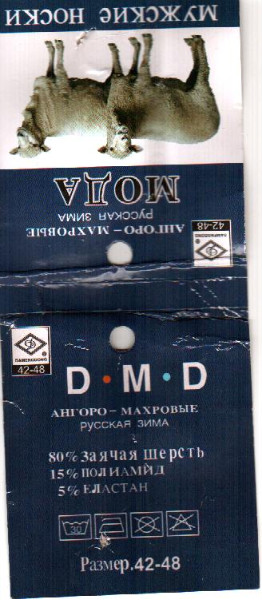 МУЖСКИЕ НОСКИ
МОДА
РУССКАЯ ЗИМА
АНГОРО – МАХРОВЫЕ
42-48
42-48
D•M•D
АНГОРО – МАХРОВЫЕ
РУССКАЯ ЗИМА
80% ЗАЯЧАЯ ШЕРСТЬ
15% ПОЛИАМИД
5% ЕЛАСТАН
30
Размер.42-48